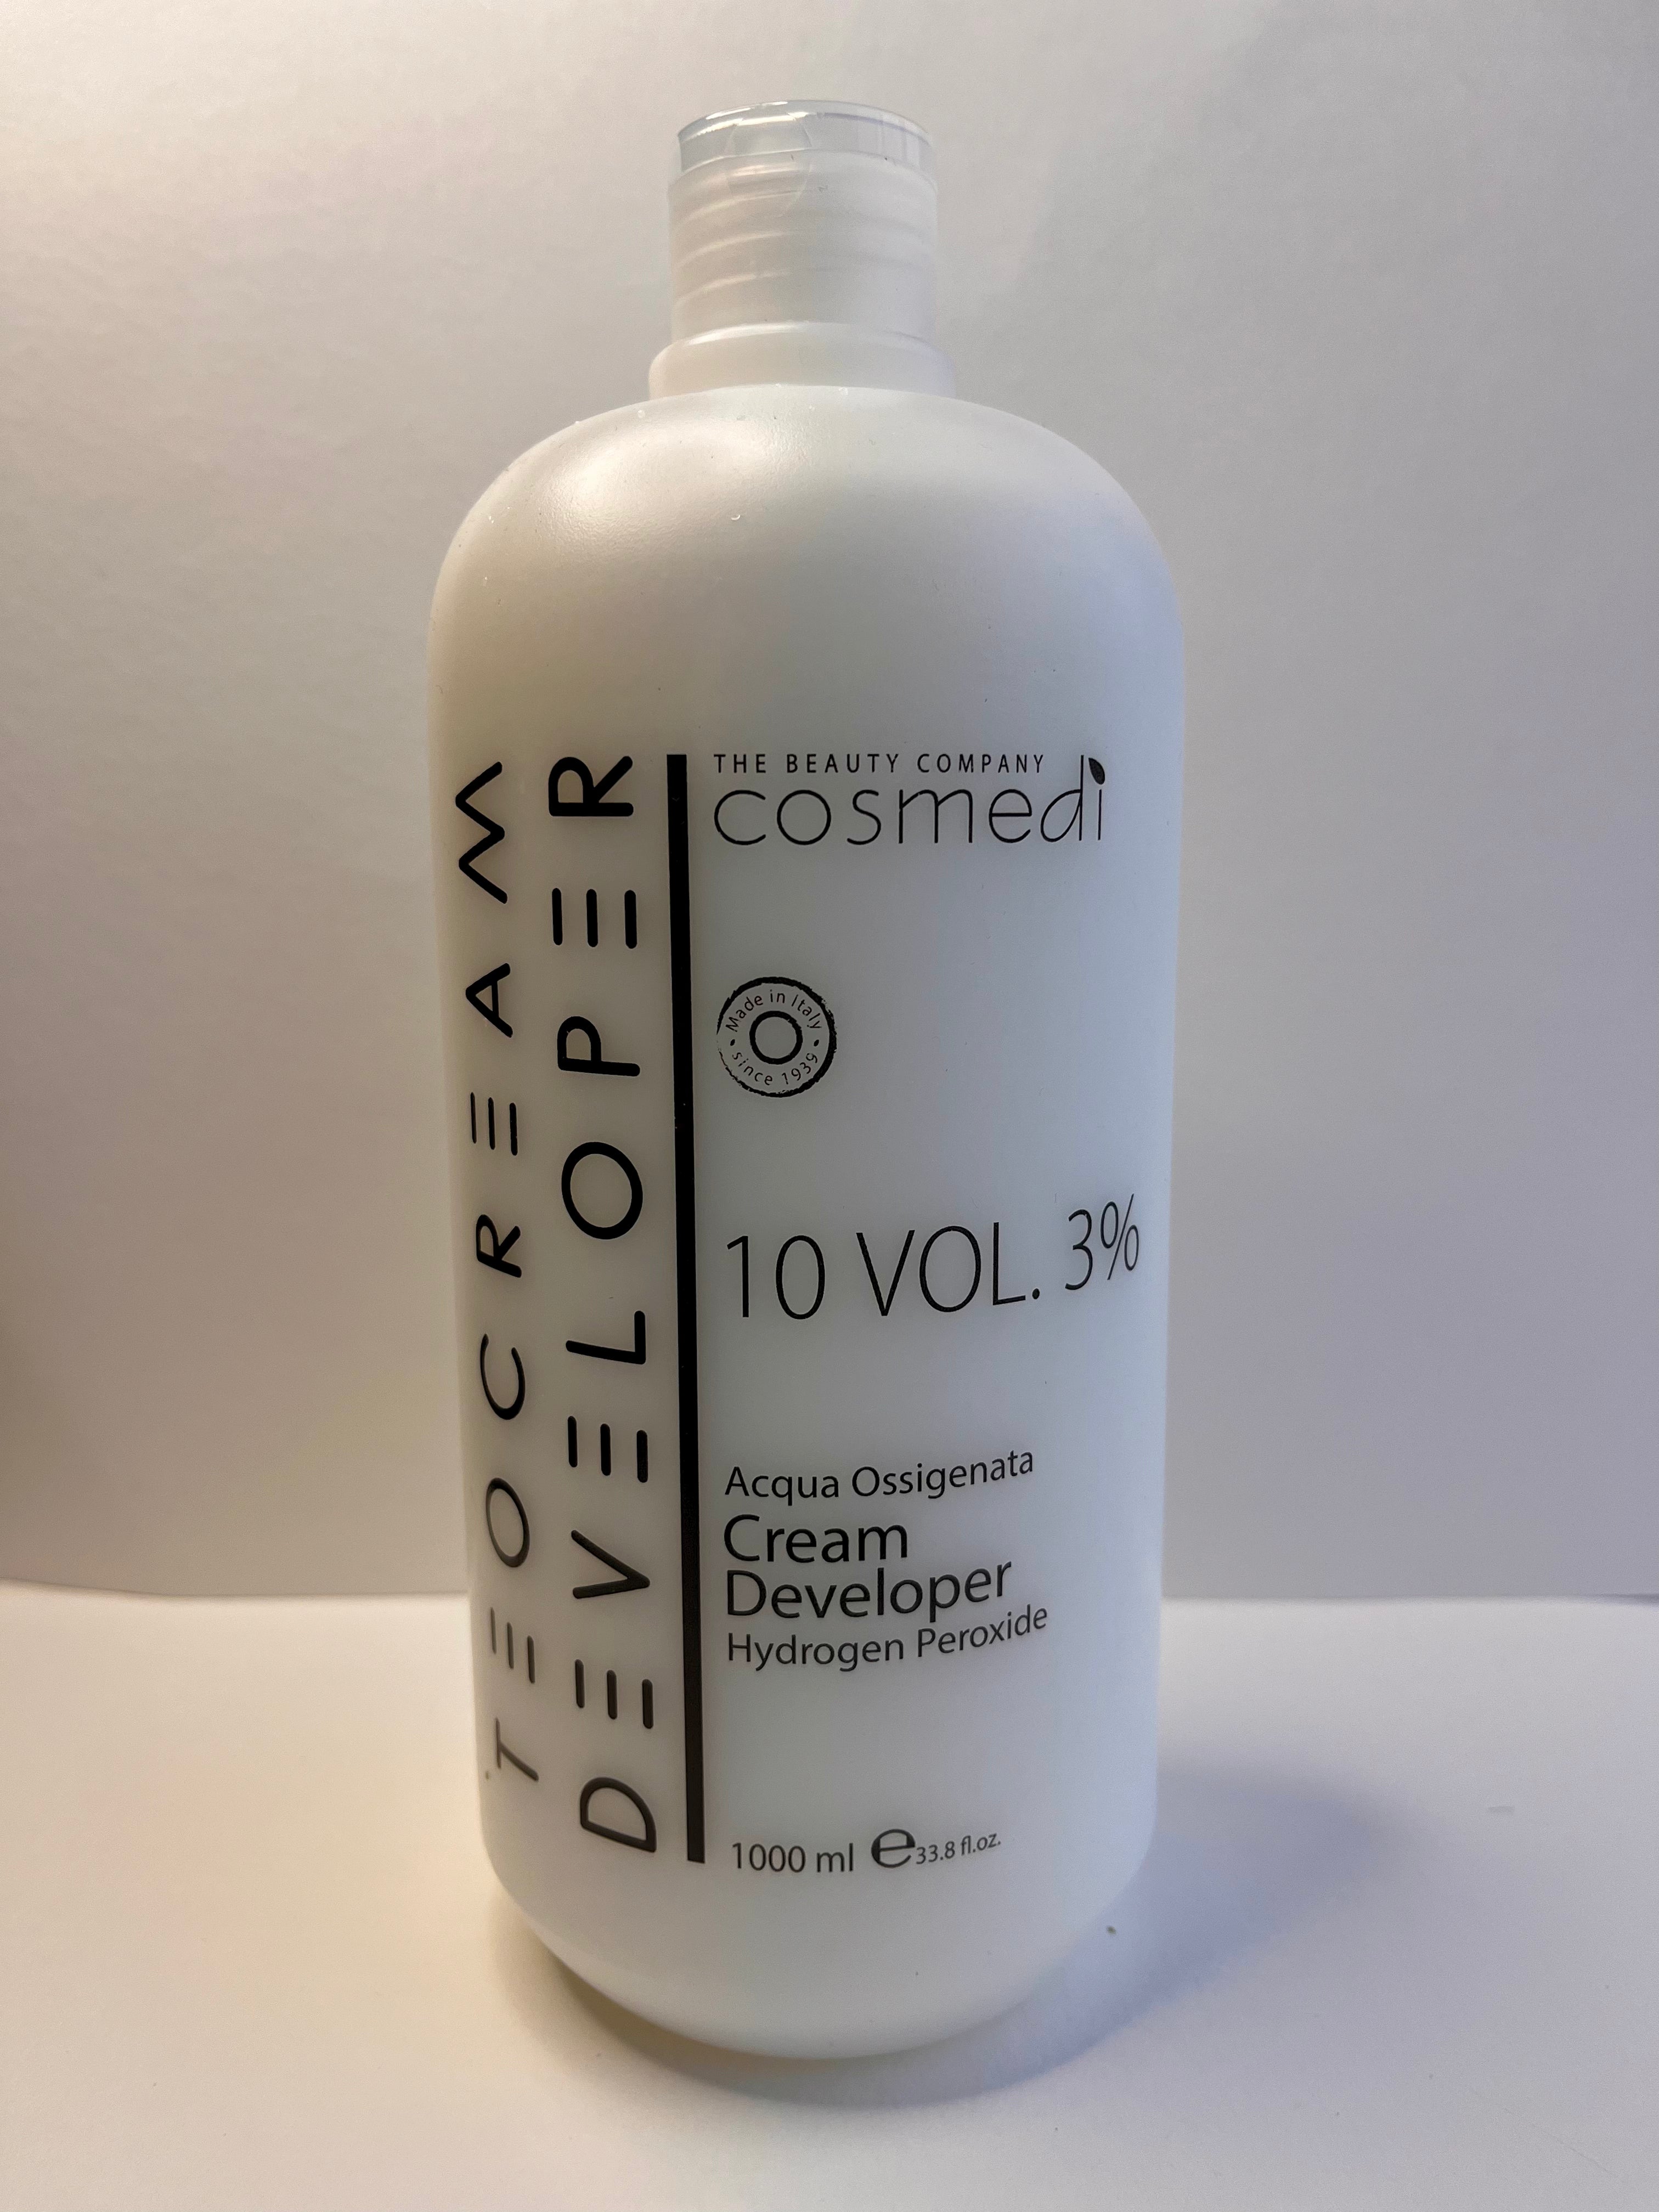 TEOCREAM
DEVELOPER
THE BEAUTY COMPANY
cosmedi
Made in Italy
• since 1939 •
10 VOL. 3%
Acqua Ossigenata
Cream
Developer
Hydrogen Peroxide
1000 ml ℮ 33.8 fl.oz.